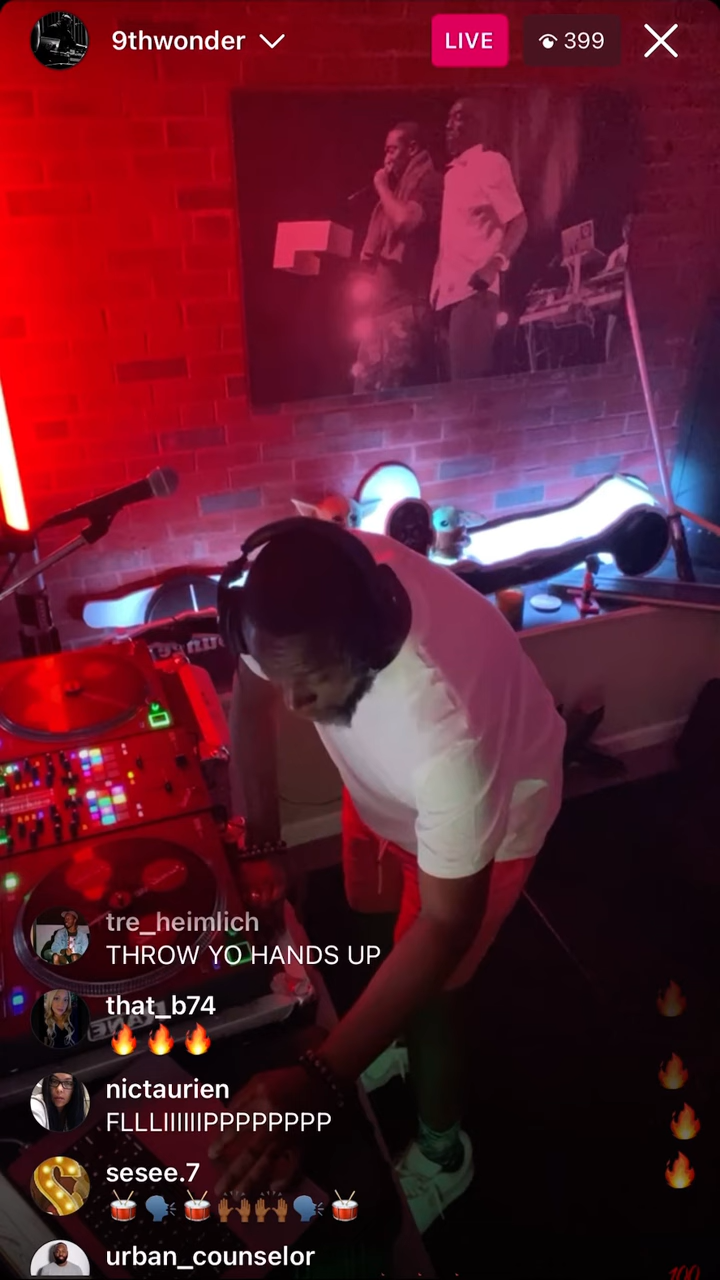 9thwonder
LIVE
399
tre_heimlich
THROW YO HANDS UP
that_b74
🔥🔥🔥
nictaurien
FLLLIIIIIIPPPPPPPP
sesee.7
🥁🗣️🥁🙌🏾🙌🏾🗣️🥁
urban_counselor